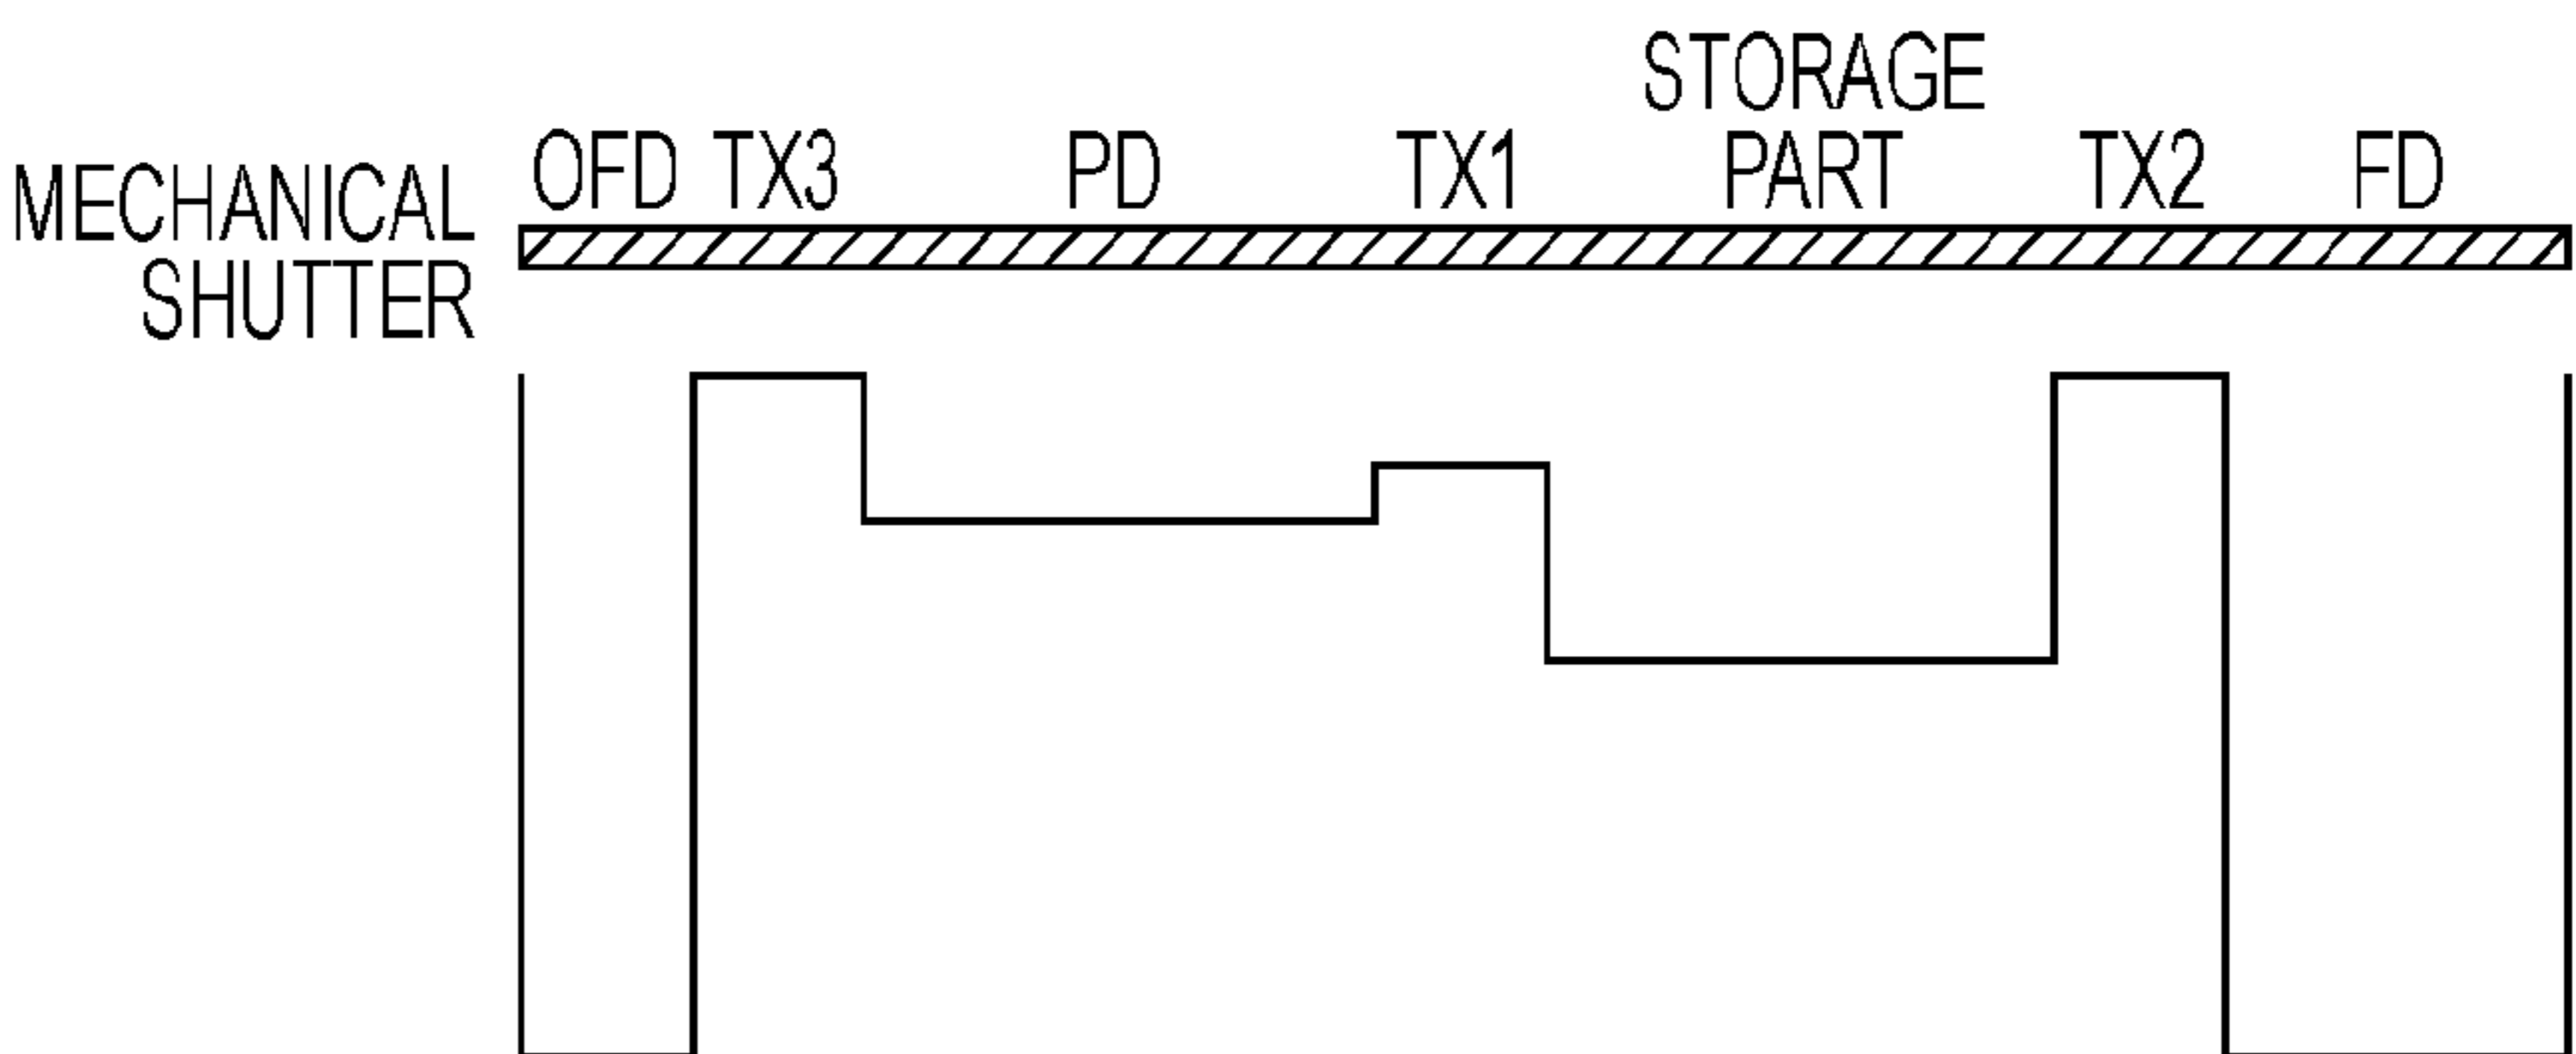 STORAGE
OFD TX3 PD TX1 PART TX2 FD
MECHANICAL
SHUTTER